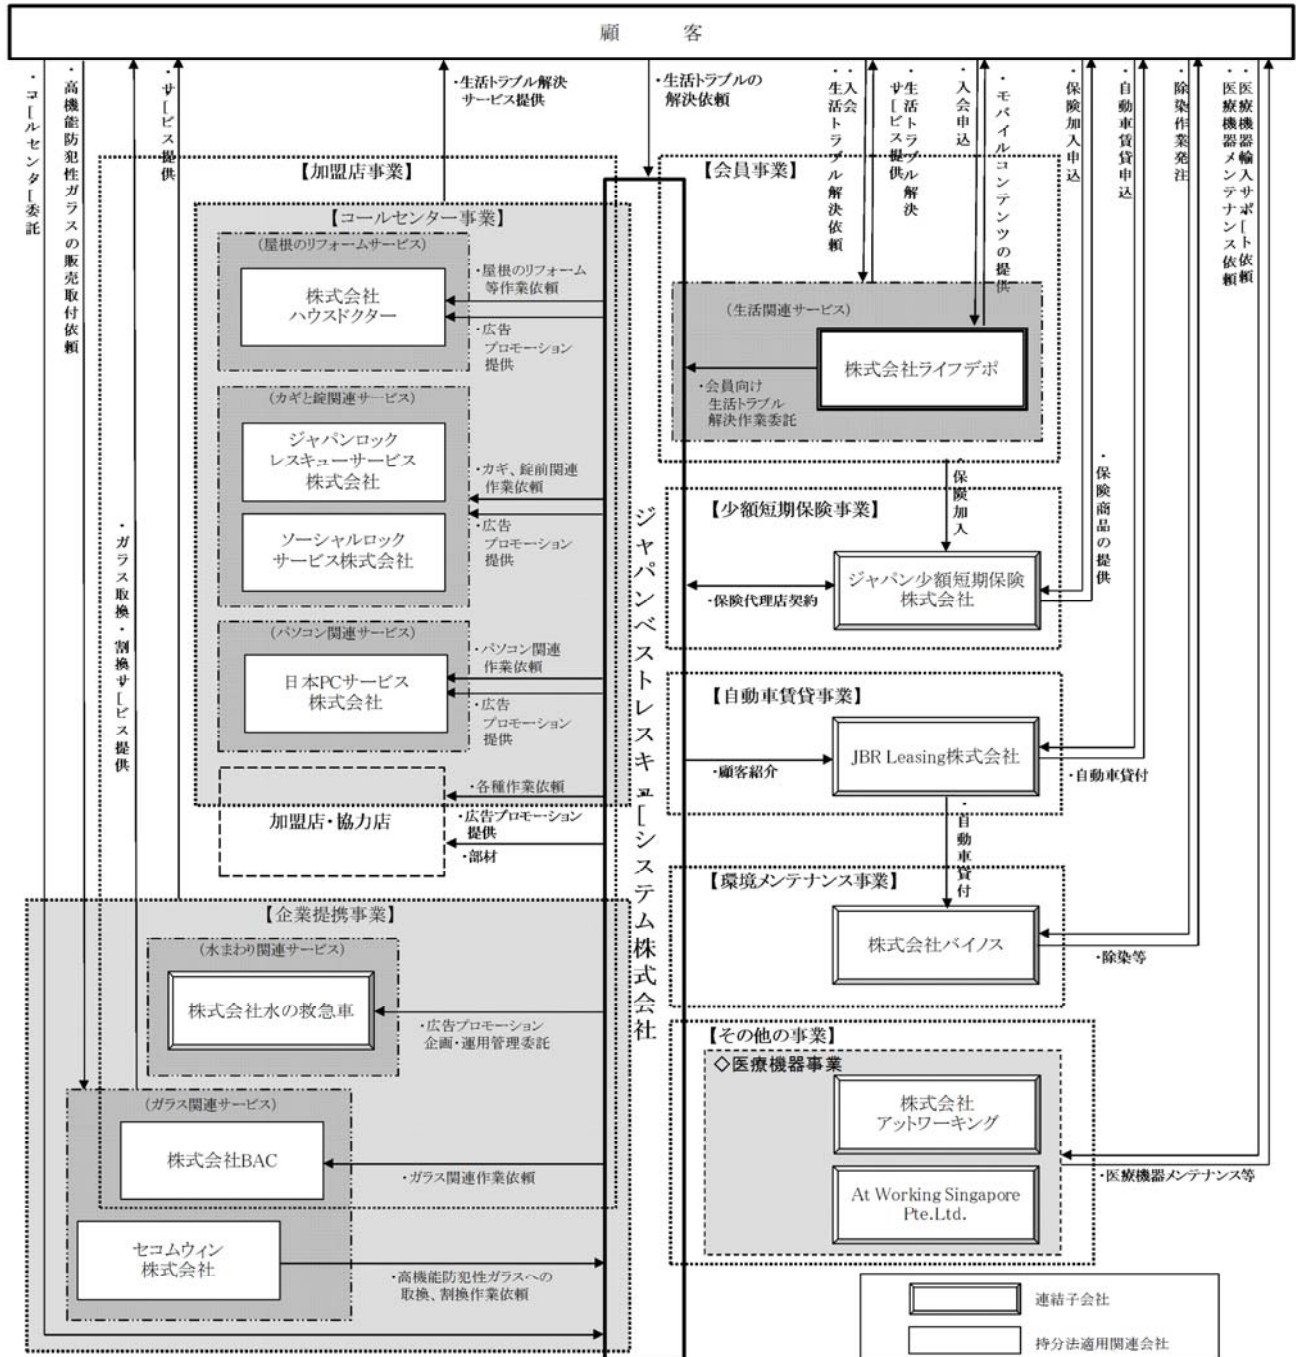 顧　客
・コールセンター委託
・高機能防犯性ガラスの販売取付依頼
・ガラス取換・割換サービス提供
・サービス提供
・生活トラブル解決
サービス提供
・生活トラブルの
解決依頼
・入会
・生活トラブル解決依頼
・生活トラブル解決
サービス提供
・入会申込
・モバイルコンテンツの提供
・保険加入申込
・保険商品の提供
・自動車賃貸申込
・除染作業発注
・医療機器輸入サポート依頼
・医療機器メンテナンス依頼
【加盟店事業】
【コールセンター事業】
(屋根のリフォームサービス)
株式会社
ハウスドクター
・屋根のリフォーム
等作業依頼
・広告
プロモーション
提供
(カギと錠関連サービス)
ジャパンロック
レスキューサービス
株式会社
ソーシャルロック
サービス株式会社
・カギ、錠前関連
作業依頼
・広告
プロモーション
提供
(パソコン関連サービス)
日本PCサービス
株式会社
・パソコン関連
作業依頼
・広告
プロモーション
提供
加盟店・協力店
・各種作業依頼
・広告プロモーション
提供
・部材
【企業提携事業】
(水まわり関連サービス)
株式会社水の救急車
・広告プロモーション
企画・運用管理委託
(ガラス関連サービス)
株式会社BAC
・ガラス関連作業依頼
セコムウィン
株式会社
・高機能防犯性ガラスへの
取換、割換作業依頼
ジャパンベストレスキューシステム株式会社
【会員事業】
(生活関連サービス)
株式会社ライフデポ
・会員向け
生活トラブル
解決作業委託
・保険加入
【少額短期保険事業】
ジャパン少額短期保険
株式会社
・保険代理店契約
【自動車賃貸事業】
JBR Leasing株式会社
・顧客紹介
・自動車貸付
・自動車貸付
【環境メンテナンス事業】
株式会社バイノス
・除染等
【その他の事業】
◇医療機器事業
株式会社
アットワーキング
At Working Singapore
Pte.Ltd.
・医療機器メンテナンス等
連結子会社
持分法適用関連会社